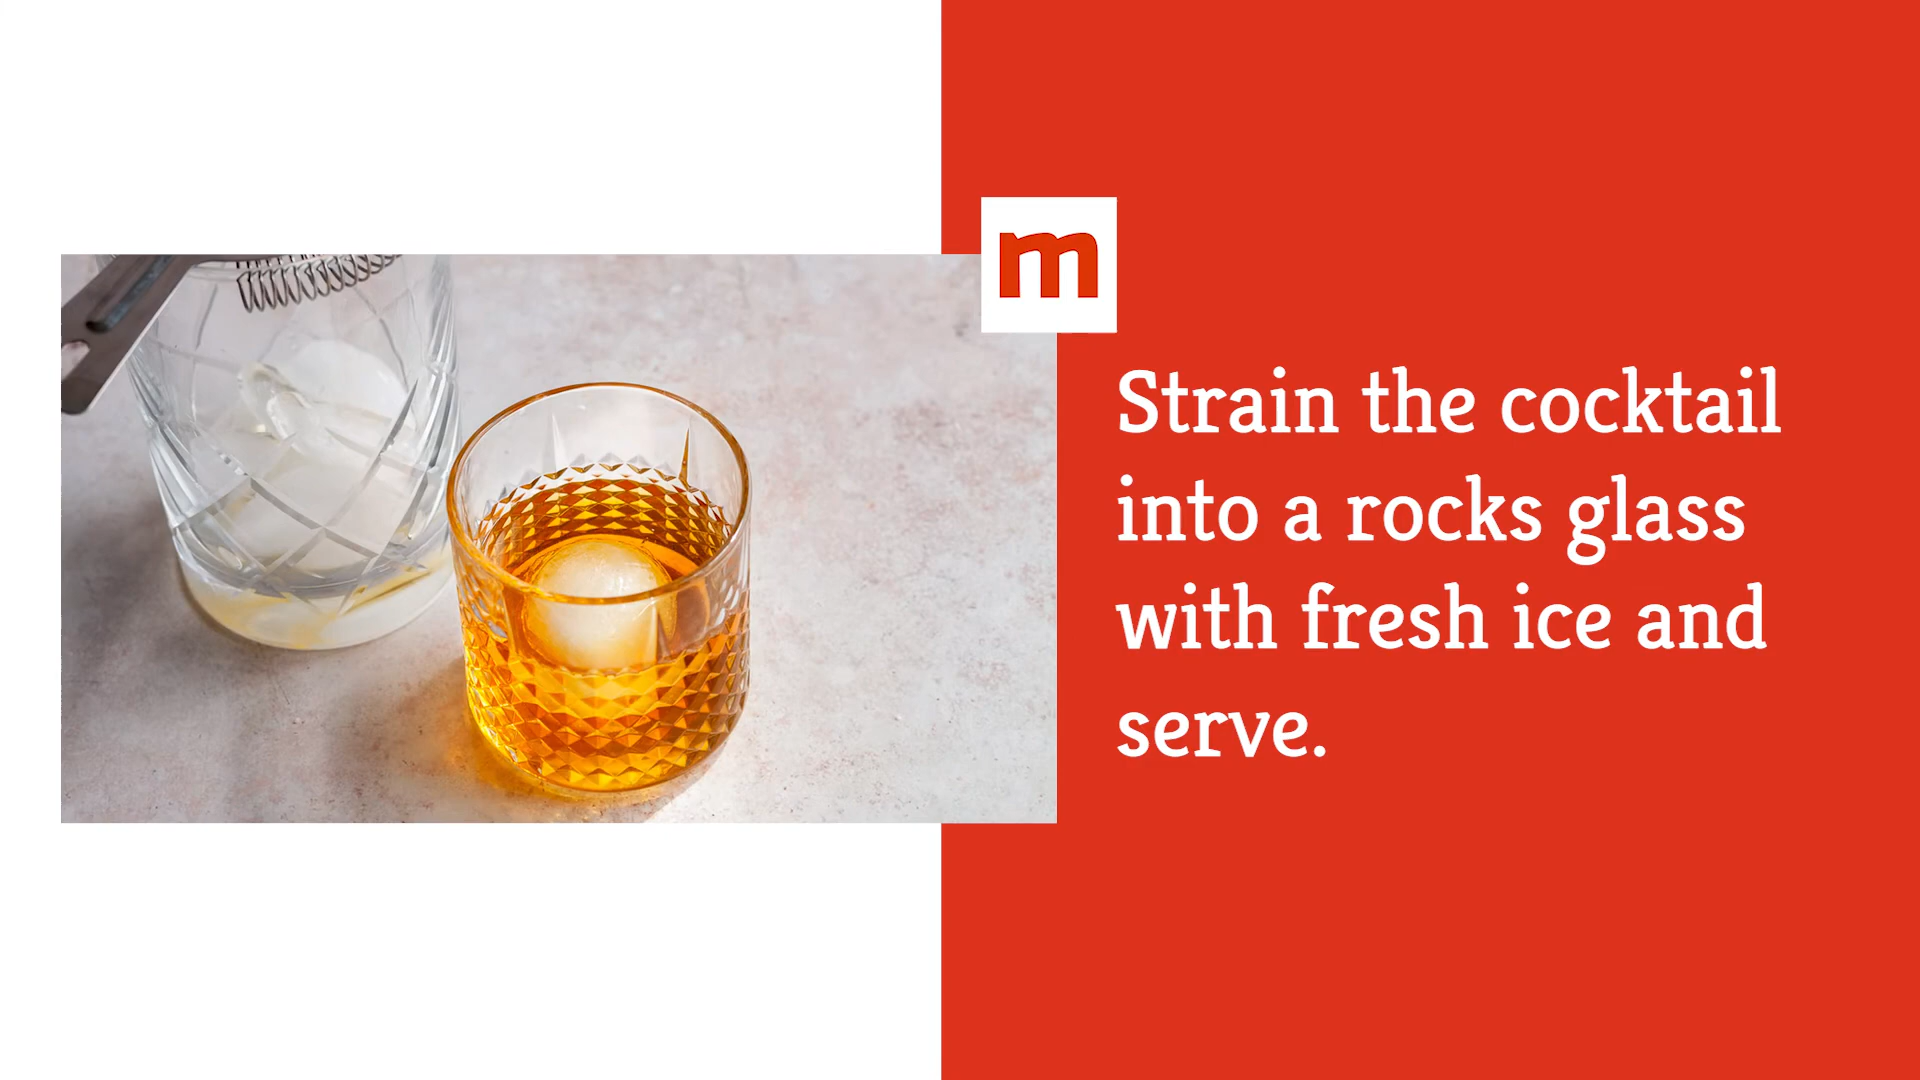 m
Strain the cocktail
into a rocks glass
with fresh ice and
serve.